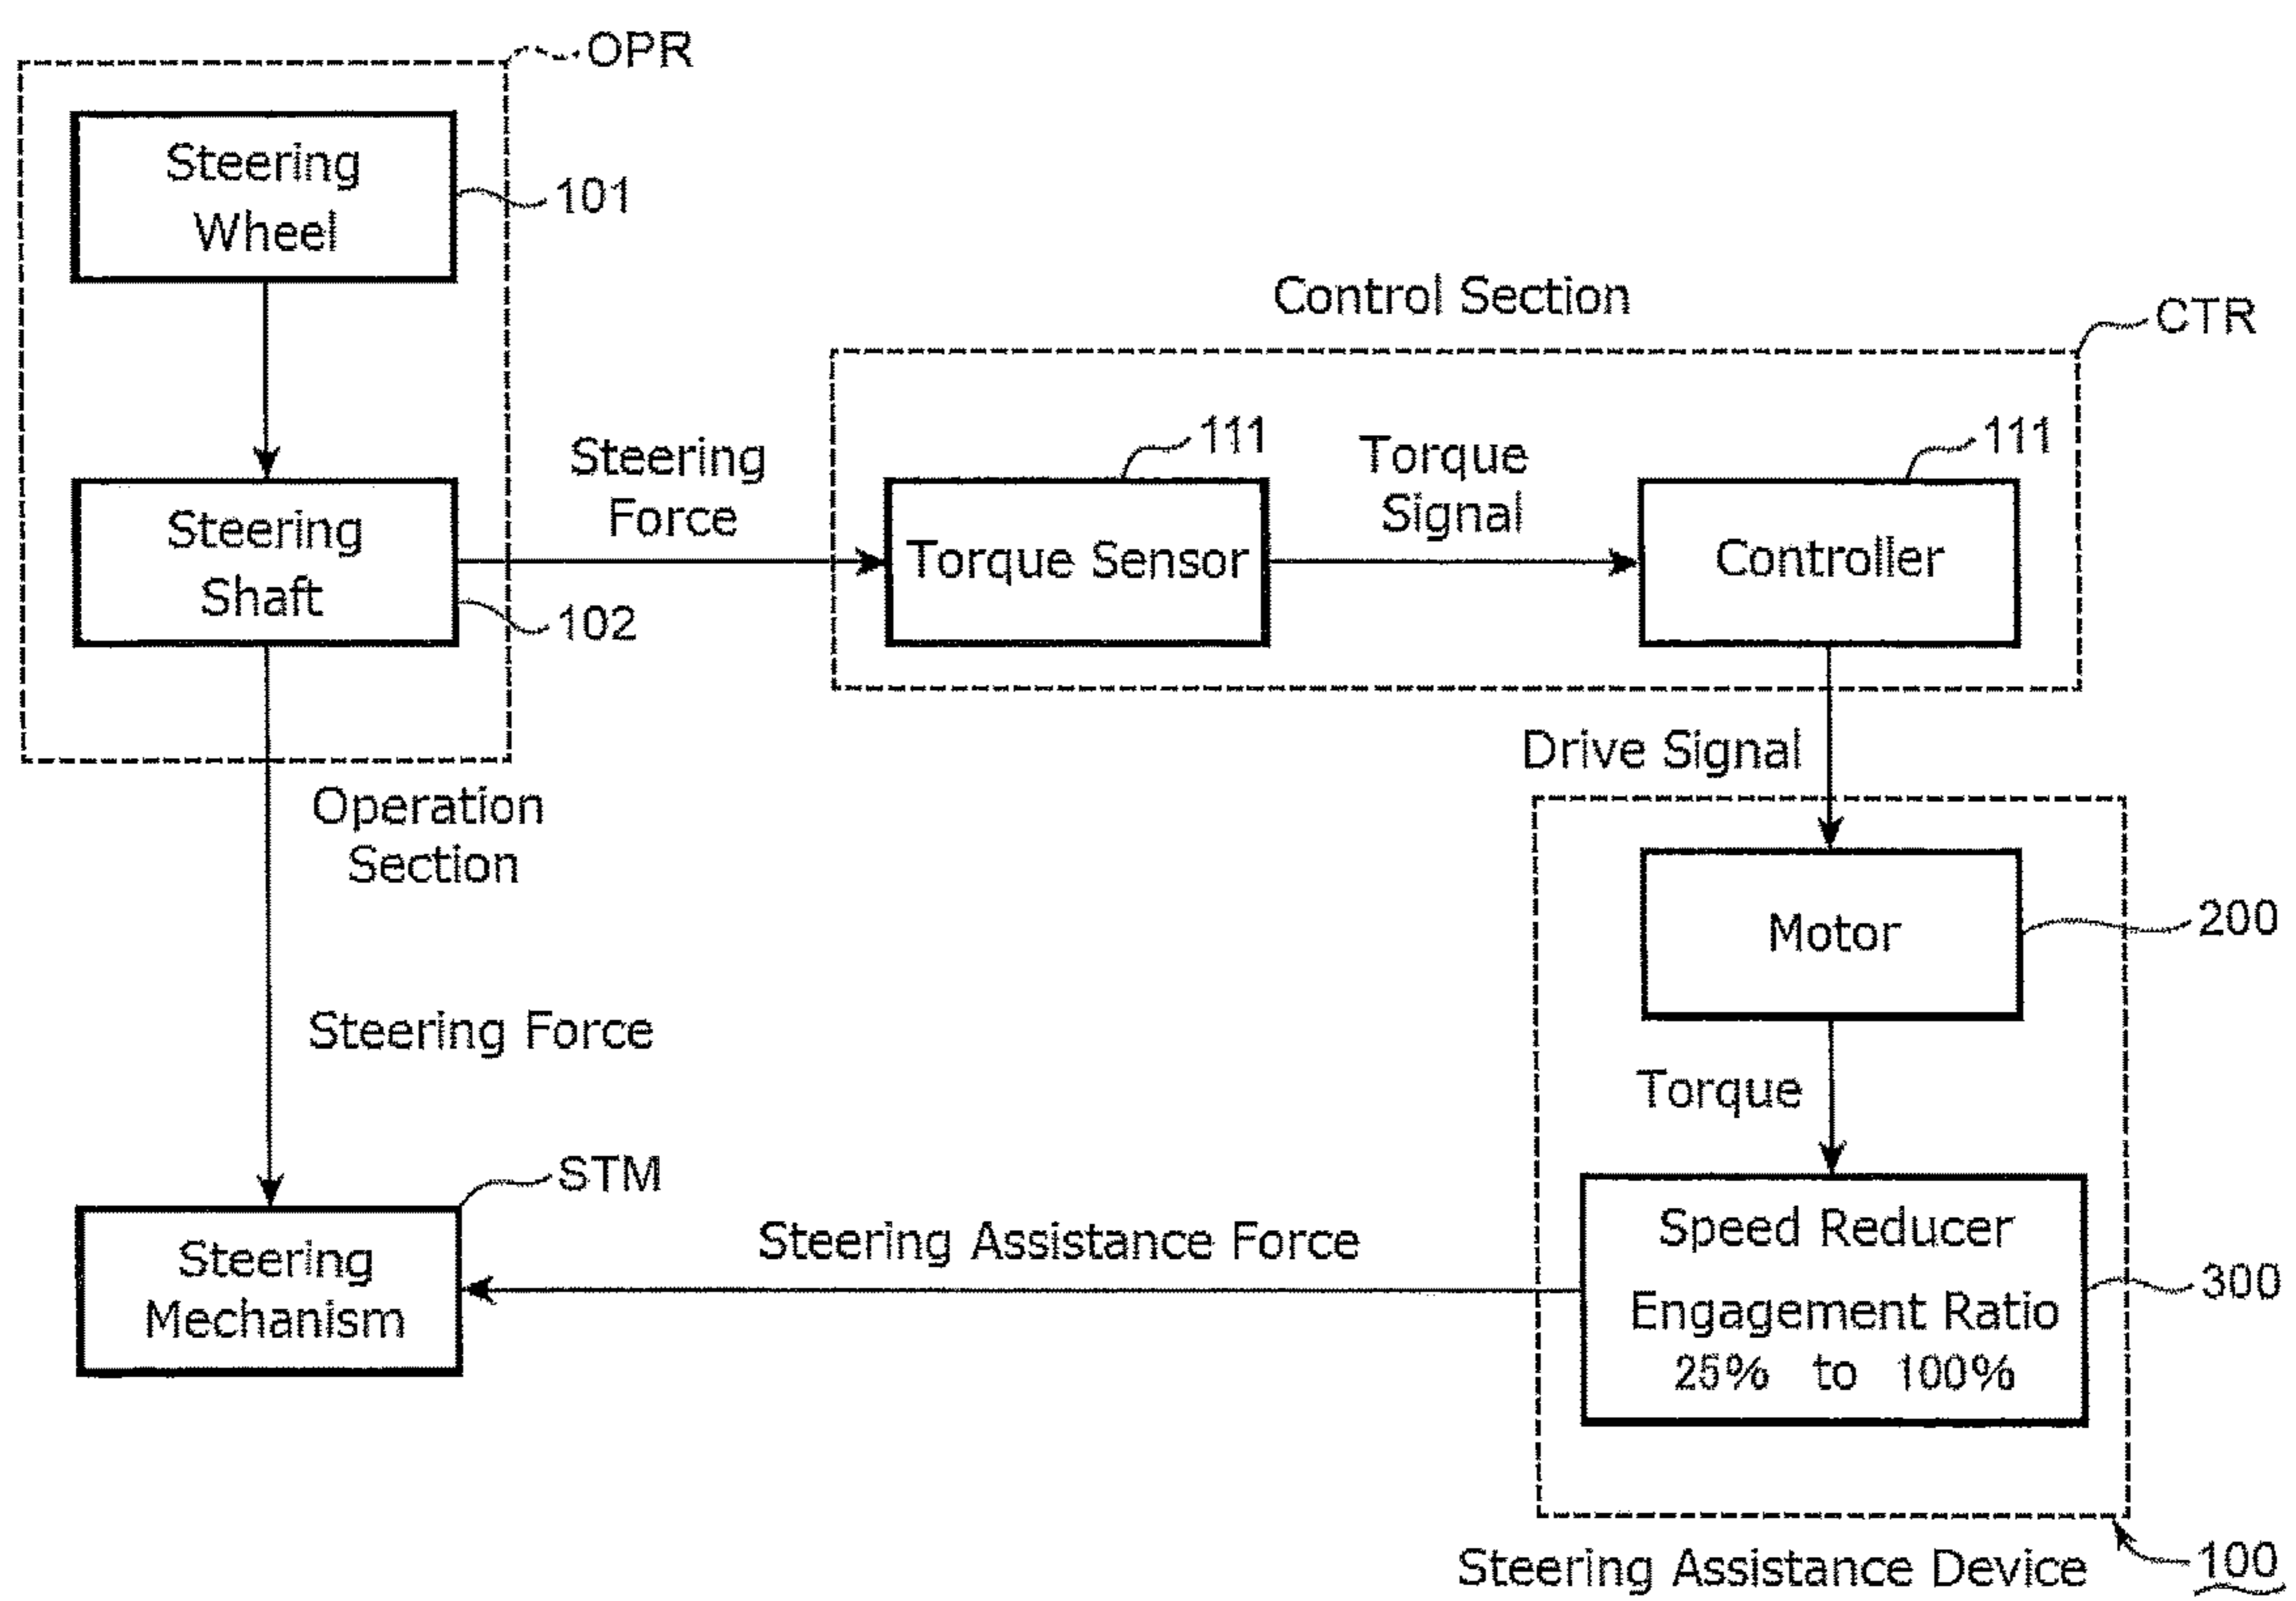 OPR
Steering
Wheel
101
Control Section
CTR
Steering
Shaft
102
Steering
Force
111
Torque Sensor
Torque
Signal
111
Controller
Drive Signal
Operation
Section
Motor
200
Steering Force
Torque
STM
Steering
Mechanism
Steering Assistance Force
Speed Reducer
Engagement Ratio
25% to 100%
300
Steering Assistance Device
100